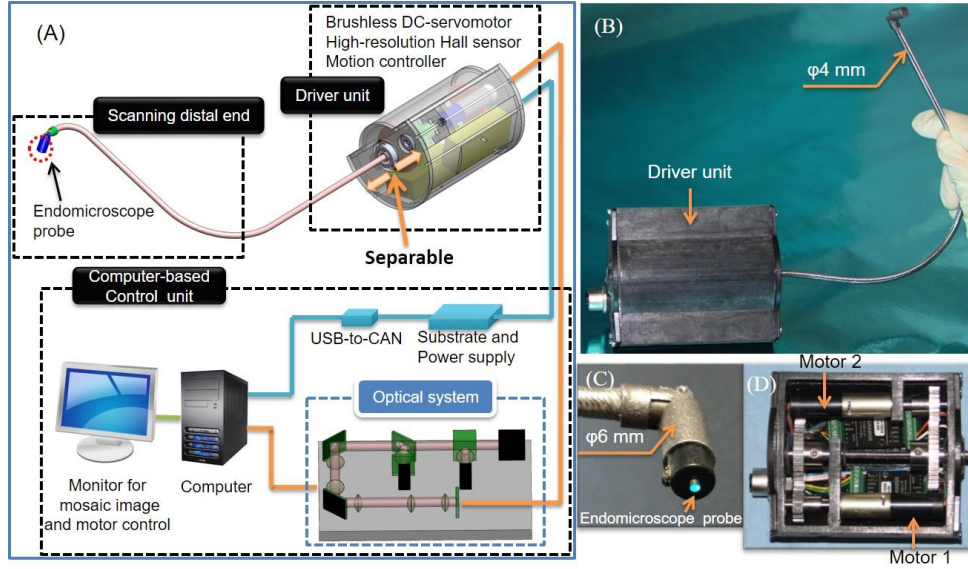 (A)
Brushless DC-servomotor
High-resolution Hall sensor
Motion controller
Driver unit
Scanning distal end
Endomicroscope
probe
Separable
Computer-based
Control unit
USB-to-CAN
Substrate and
Power supply
Optical system
Monitor for
mosaic image
and motor control
Computer
(B)
φ4 mm
Driver unit
(C)
φ6 mm
Endomicroscope probe
(D)
Motor 2
Motor 1